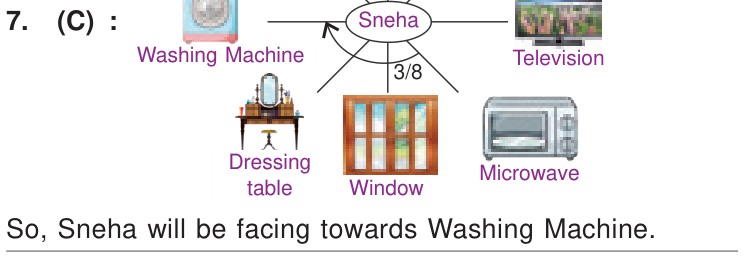 7. (C) :
Sneha
Washing Machine
Television
3/8
Dressing
table
Window
Microwave
So, Sneha will be facing towards Washing Machine.